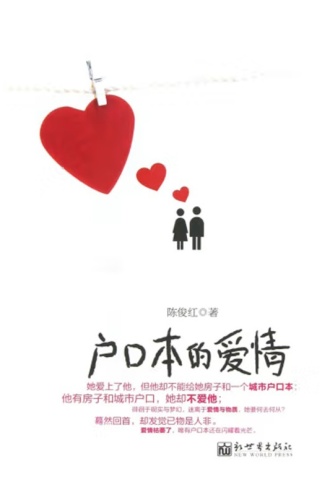 陈俊红◎著
户口本的爱情
她爱上了他，但他却不能给她房子和一个城市户口本；
他有房子和城市户口，她却不爱他；
徘徊于现实与梦幻，迷离于爱情与物质，她要何去何从？
蓦然回首，却发觉已物是人非。
爱情枯萎了，唯有户口本还在闪耀着光芒。
新世界出版社
NEW WORLD PRESS